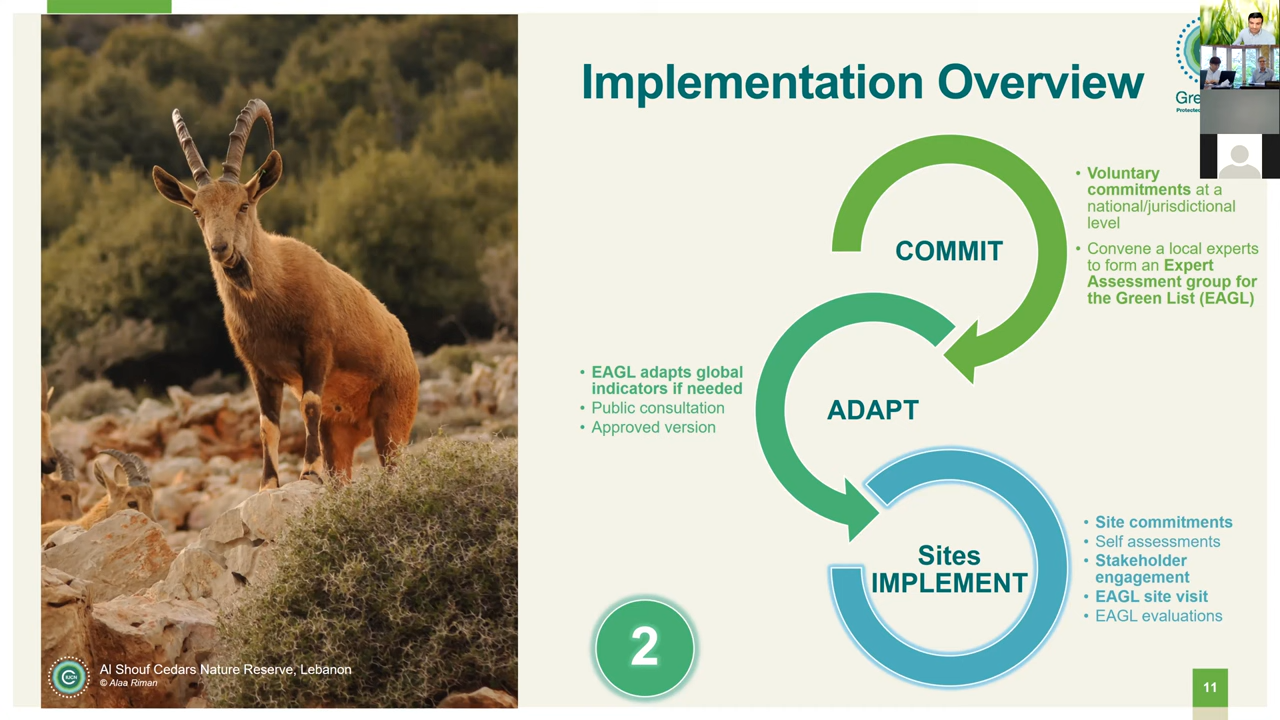 Implementation Overview
Gre
Protected
COMMIT
• Voluntary
commitments at a
national/jurisdictional
level
• Convene a local experts
to form an Expert
Assessment group for
the Green List (EAGL)
• EAGL adapts global
indicators if needed
• Public consultation
• Approved version
ADAPT
Sites
IMPLEMENT
• Site commitments
• Self assessments
• Stakeholder
engagement
• EAGL site visit
• EAGL evaluations
2
IUCN
Al Shouf Cedars Nature Reserve, Lebanon
© Alaa Riman
11